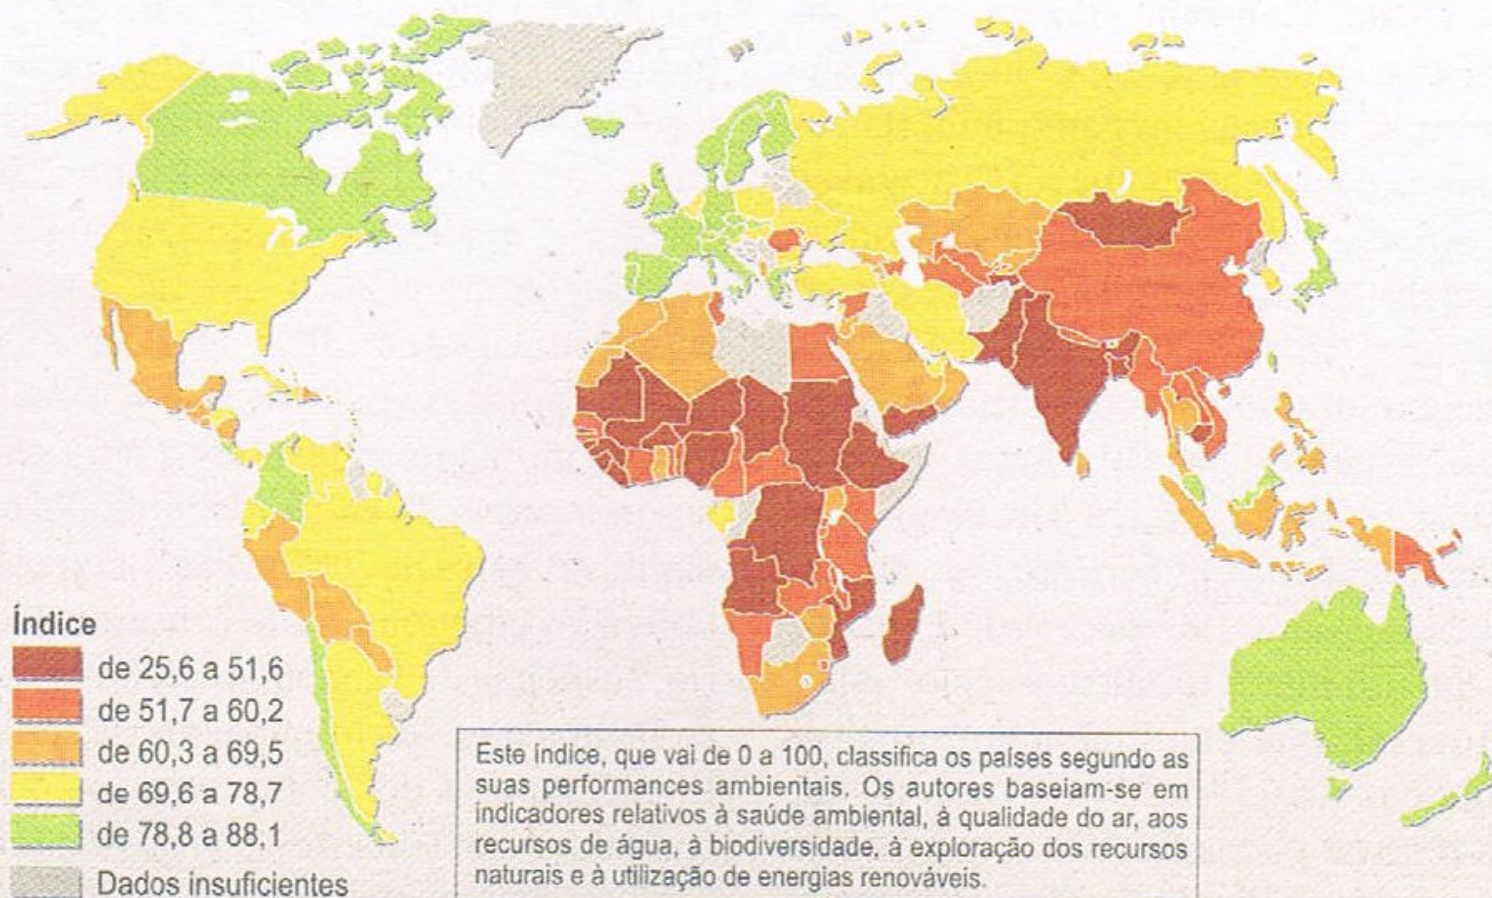 Índice
de 25,6 a 51,6
de 51,7 a 60,2
de 60,3 a 69,5
de 69,6 a 78,7
de 78,8 a 88,1
Dados insuficientes
Este índice, que vai de 0 a 100, classifica os países segundo as
suas performances ambientais. Os autores baseiam-se em
indicadores relativos à saúde ambiental, à qualidade do ar, aos
recursos de água, à biodiversidade, à exploração dos recursos
naturais e à utilização de energias renováveis.